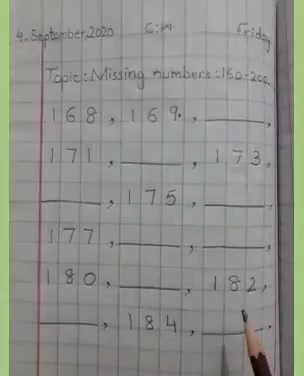 4. September, 2020 C.W Friday
Topic: Missing numbers: 150-200
168, 169, ____,
171, ____, 173,
____, 175, ____,
177, ____, ____,
180, ____, 182,
____, 184, ____,